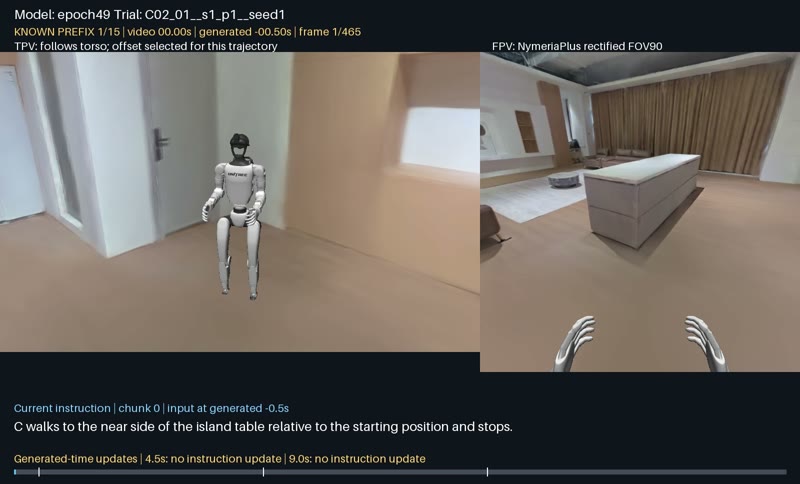 Model: epoch49 Trial: C02_01__s1_p1__seed1
KNOWN PREFIX 1/15 | video 00.00s | generated -00.50s | frame 1/465
TPV: follows torso; offset selected for this trajectory
FPV: NymeriaPlus rectified FOV90
Current instruction | chunk 0 | input at generated -0.5s
C walks to the near side of the island table relative to the starting position and stops.
Generated-time updates | 4.5s: no instruction update | 9.0s: no instruction update